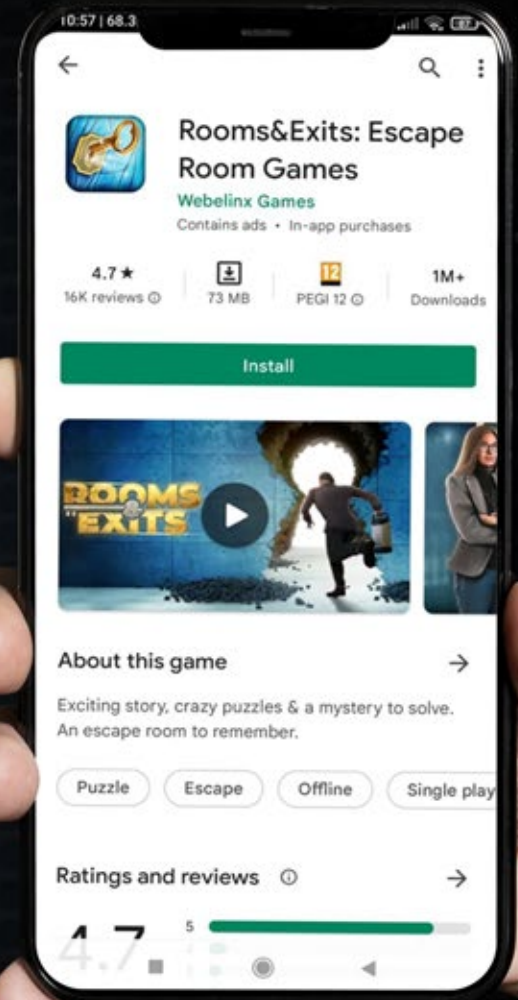 10:57 | 68.3
87
Rooms&Exits: Escape
Room Games
Webelinx Games
Contains ads • In-app purchases
4.7 ★
16K reviews
73 MB
12
PEGI 12
1M+
Downloads
Install
ROOMS
& EXITS
About this game
Exciting story, crazy puzzles & a mystery to solve.
An escape room to remember.
Puzzle
Escape
Offline
Single play
Ratings and reviews
4.7
5